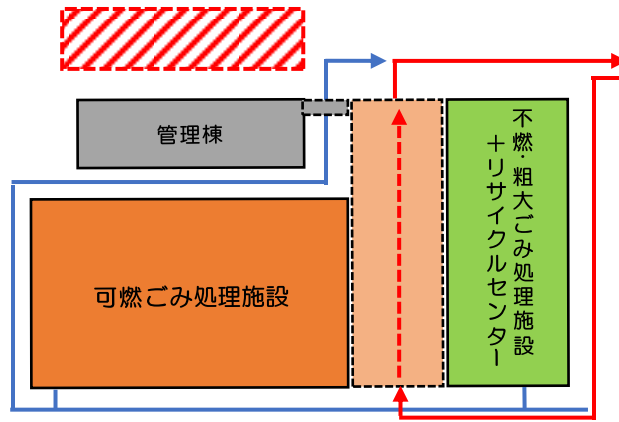 管理棟
可燃ごみ処理施設
不燃・粗大ごみ処理施設
＋リサイクルセンター